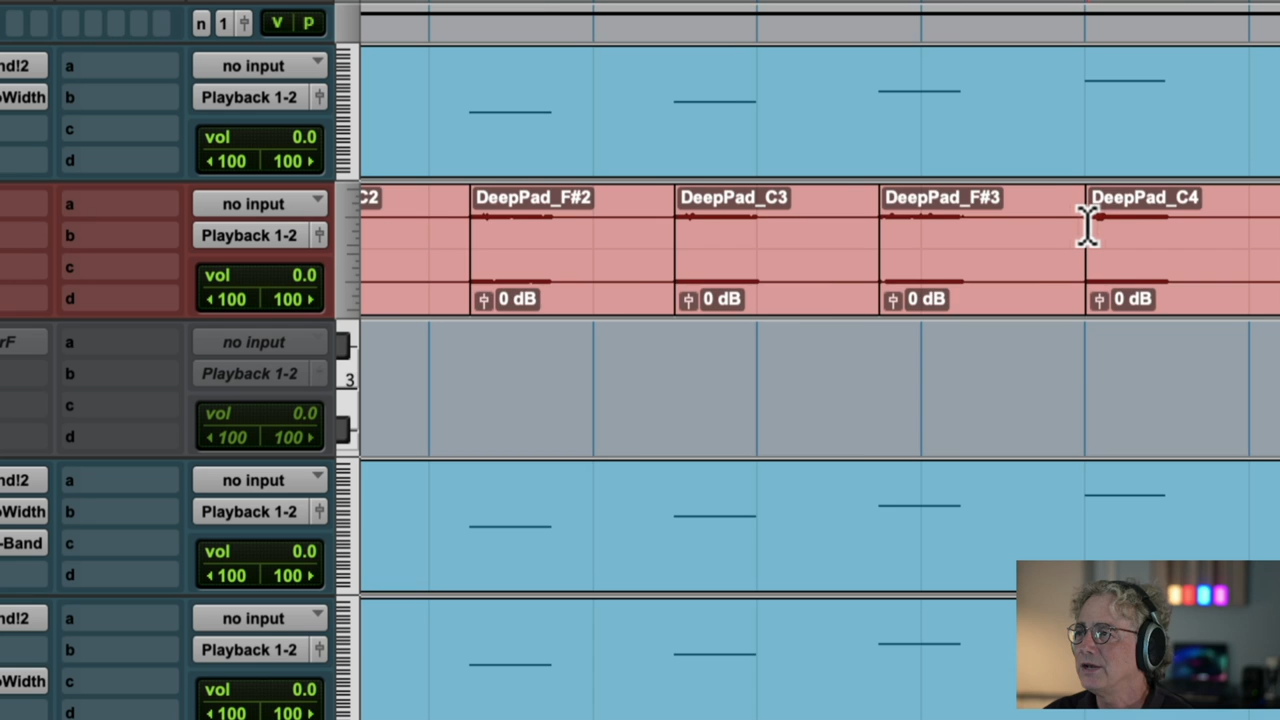 n 1 v p
nd!2 a no input
oWidth b Playback 1-2
c vol 0.0
d 100 100
a no input
b Playback 1-2
c vol 0.0
d 100 100
C2 DeepPad_F#2 DeepPad_C3 DeepPad_F#3 DeepPad_C4
0 dB 0 dB 0 dB 0 dB
rF a no input
b Playback 1-2 3
c vol 0.0
d 100 100
nd!2 a no input
oWidth b Playback 1-2
-Band c vol 0.0
d 100 100
nd!2 a no input
b Playback 1-2
oWidth c vol 0.0
d 100 100